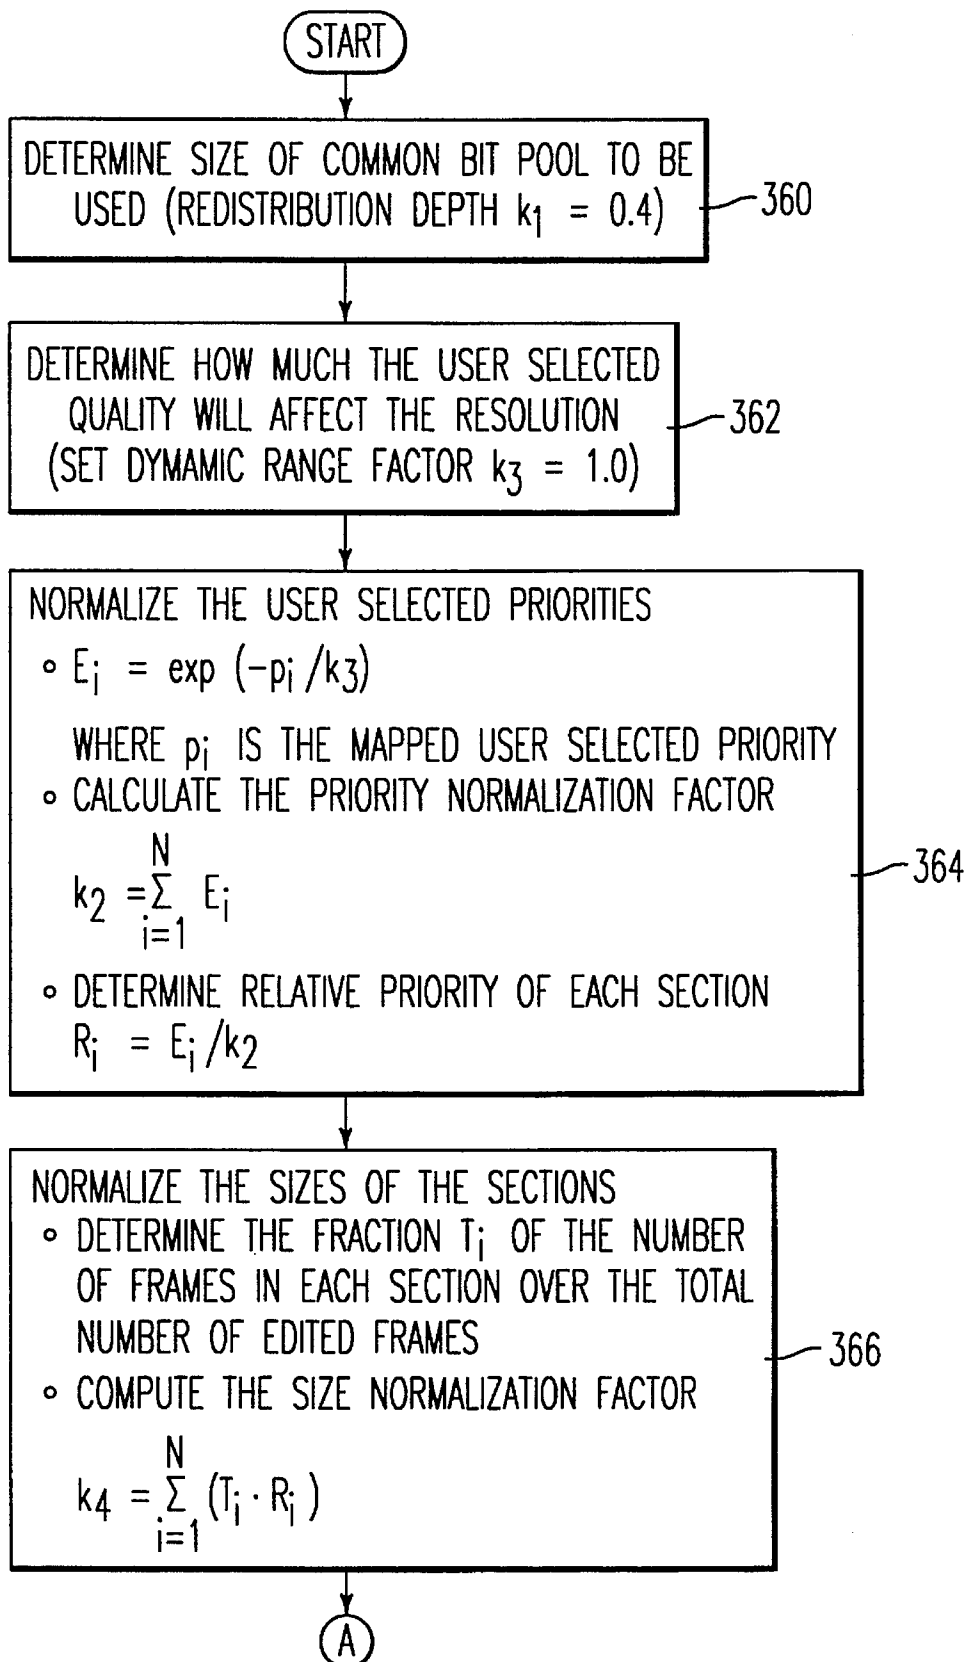 START
DETERMINE SIZE OF COMMON BIT POOL TO BE
USED (REDISTRIBUTION DEPTH k1 = 0.4)
360
DETERMINE HOW MUCH THE USER SELECTED
QUALITY WILL AFFECT THE RESOLUTION
(SET DYMAMIC RANGE FACTOR k3 = 1.0)
362
NORMALIZE THE USER SELECTED PRIORITIES
∘ Ei = exp (-pi/k3)
WHERE pi IS THE MAPPED USER SELECTED PRIORITY
∘ CALCULATE THE PRIORITY NORMALIZATION FACTOR
N
k2 = Σ Ei
i=1
364
∘ DETERMINE RELATIVE PRIORITY OF EACH SECTION
Ri = Ei/k2
NORMALIZE THE SIZES OF THE SECTIONS
∘ DETERMINE THE FRACTION Ti OF THE NUMBER
OF FRAMES IN EACH SECTION OVER THE TOTAL
NUMBER OF EDITED FRAMES
366
∘ COMPUTE THE SIZE NORMALIZATION FACTOR
N
k4 = Σ (Ti · Ri)
i=1
A